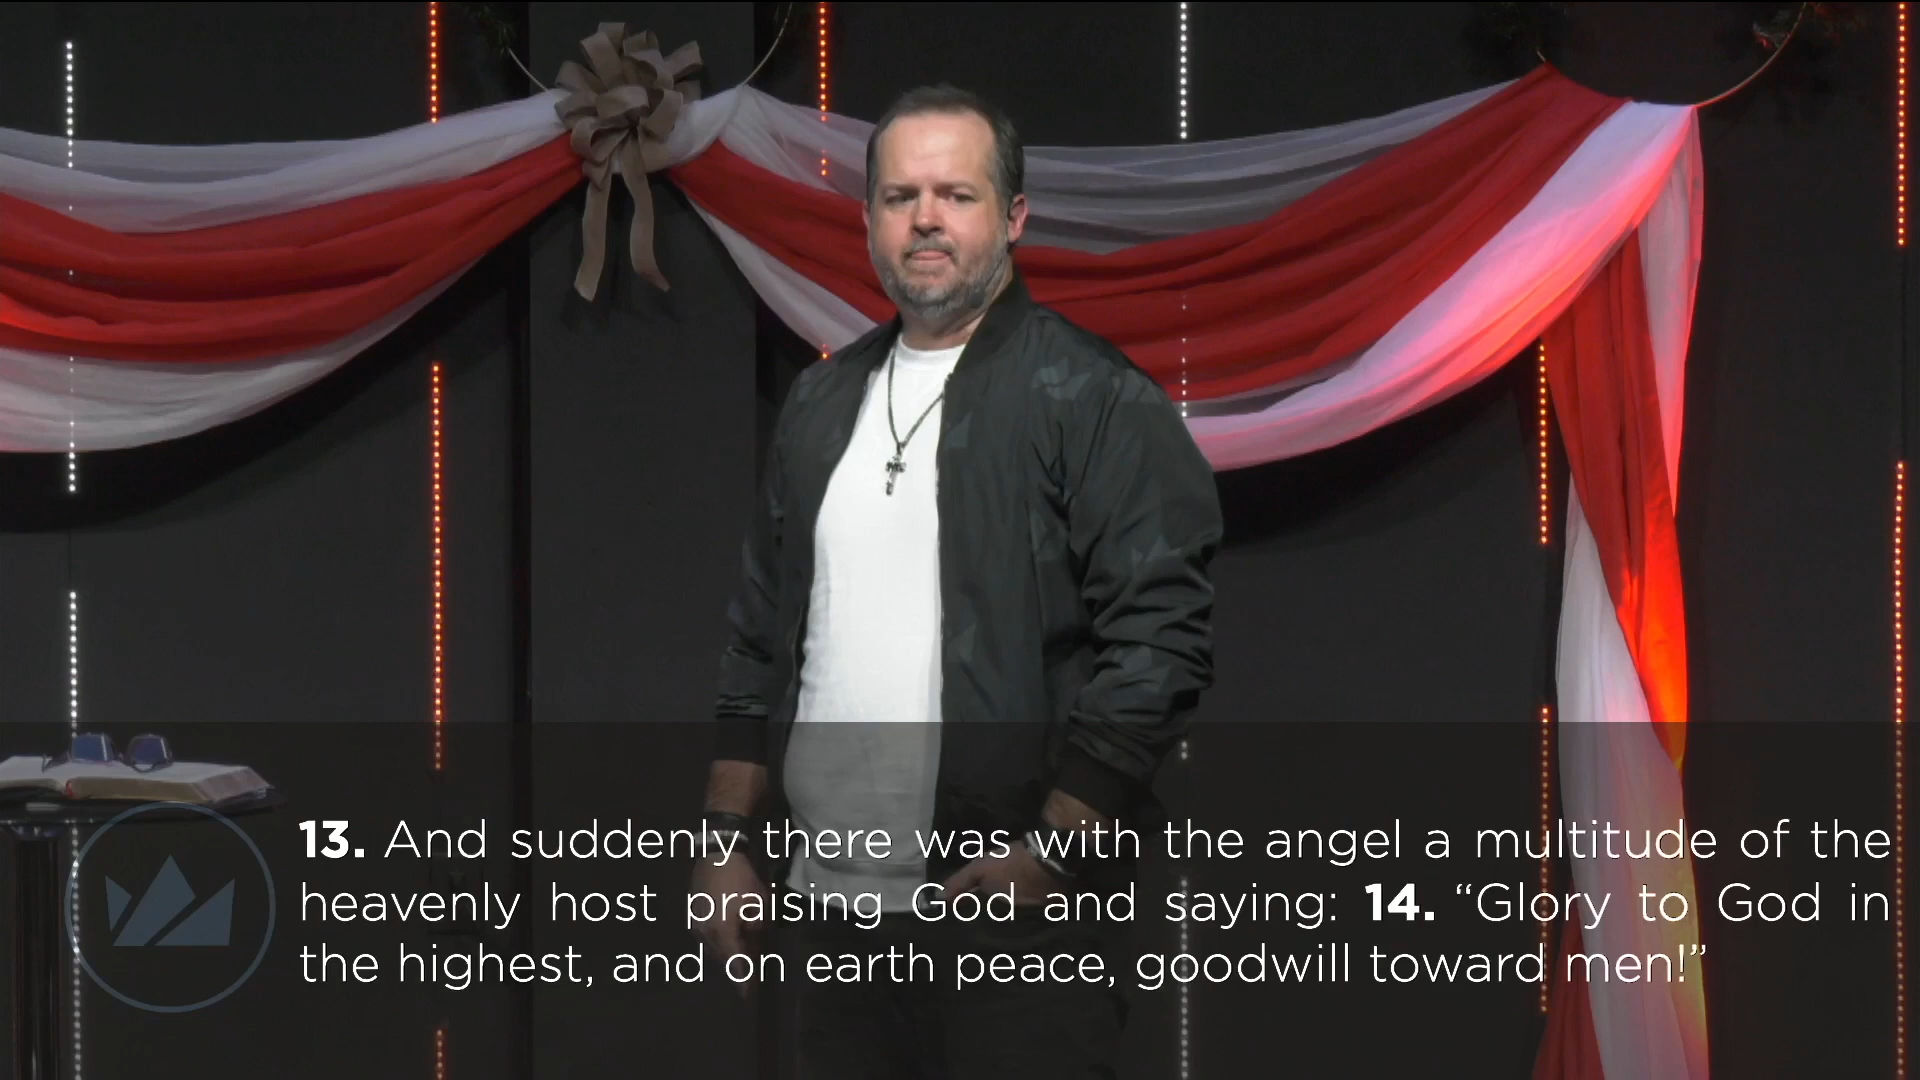 13. And suddenly there was with the angel a multitude of the
heavenly host praising God and saying: 14. “Glory to God in
the highest, and on earth peace, goodwill toward men!”